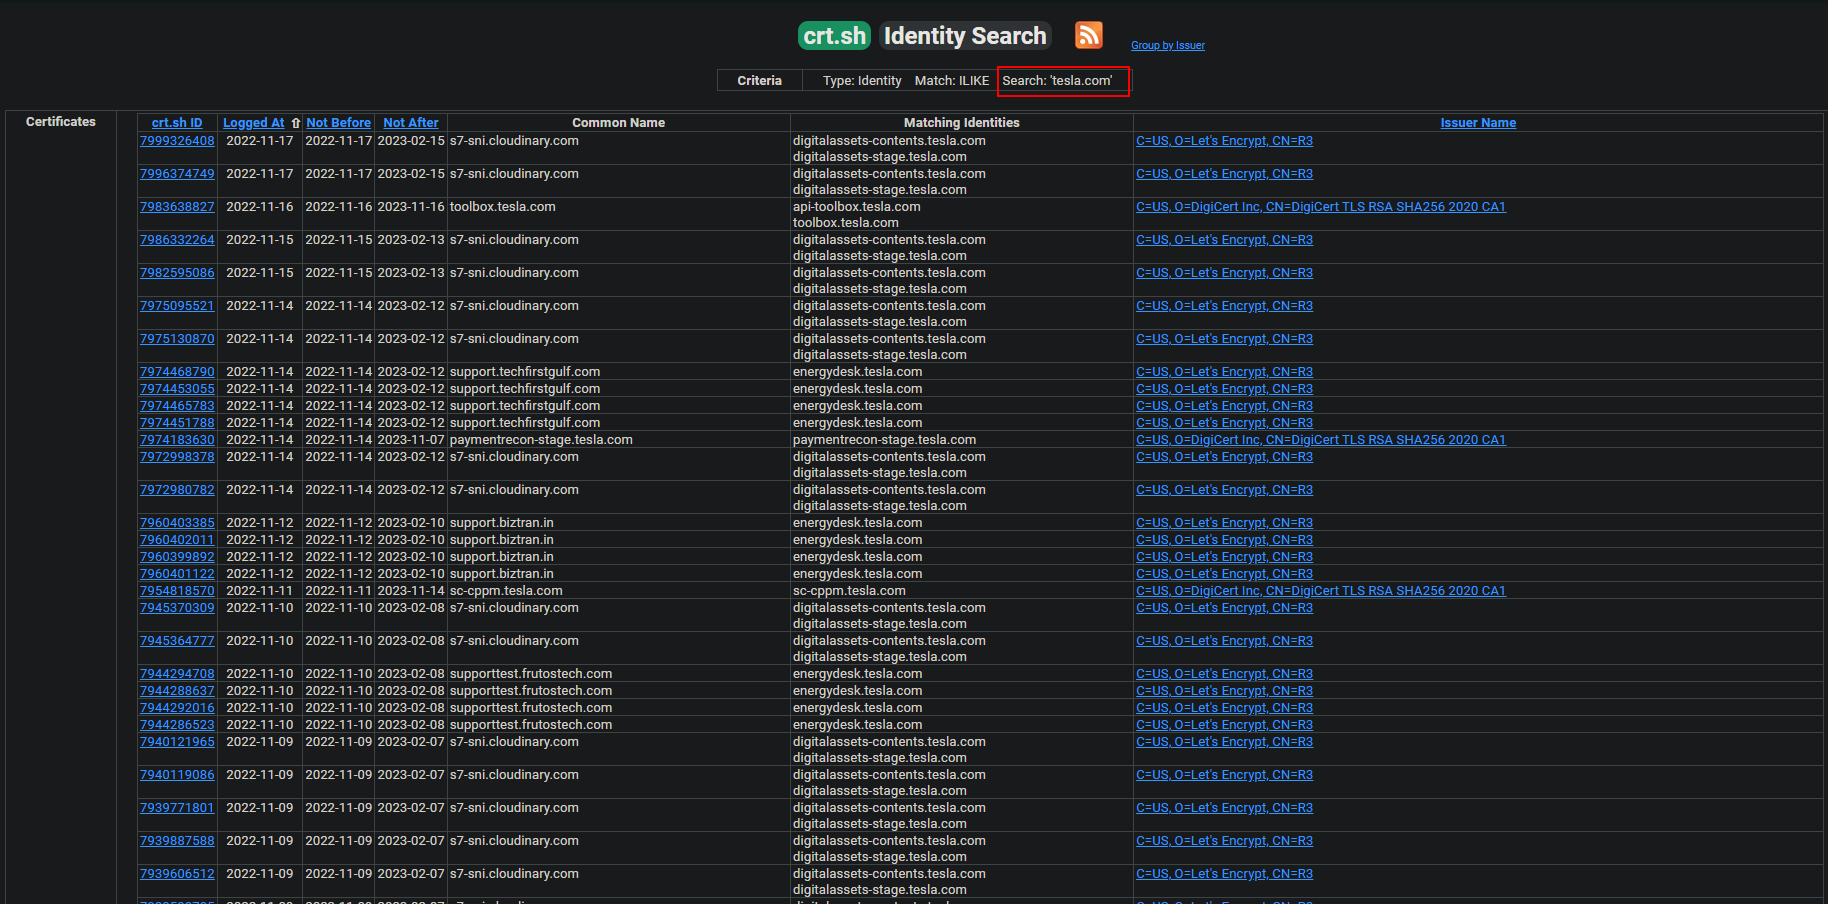 crt.sh Identity Search Group by Issuer
Criteria Type: Identity Match: ILIKE Search: 'tesla.com'
Certificates crt.sh ID Logged At ⇧ Not Before Not After Common Name Matching Identities Issuer Name
7999326408 2022-11-17 2022-11-17 2023-02-15 s7-sni.cloudinary.com digitalassets-contents.tesla.com C=US, O=Let's Encrypt, CN=R3
digitalassets-stage.tesla.com
7996374749 2022-11-17 2022-11-17 2023-02-15 s7-sni.cloudinary.com digitalassets-contents.tesla.com C=US, O=Let's Encrypt, CN=R3
digitalassets-stage.tesla.com
7983638827 2022-11-16 2022-11-16 2023-11-16 toolbox.tesla.com api-toolbox.tesla.com C=US, O=DigiCert Inc, CN=DigiCert TLS RSA SHA256 2020 CA1
toolbox.tesla.com
7986332264 2022-11-15 2022-11-15 2023-02-13 s7-sni.cloudinary.com digitalassets-contents.tesla.com C=US, O=Let's Encrypt, CN=R3
digitalassets-stage.tesla.com
7982595086 2022-11-15 2022-11-15 2023-02-13 s7-sni.cloudinary.com digitalassets-contents.tesla.com C=US, O=Let's Encrypt, CN=R3
digitalassets-stage.tesla.com
7975095521 2022-11-14 2022-11-14 2023-02-12 s7-sni.cloudinary.com digitalassets-contents.tesla.com C=US, O=Let's Encrypt, CN=R3
digitalassets-stage.tesla.com
7975130870 2022-11-14 2022-11-14 2023-02-12 s7-sni.cloudinary.com digitalassets-contents.tesla.com C=US, O=Let's Encrypt, CN=R3
digitalassets-stage.tesla.com
7974468790 2022-11-14 2022-11-14 2023-02-12 support.techfirstgulf.com energydesk.tesla.com C=US, O=Let's Encrypt, CN=R3
7974453055 2022-11-14 2022-11-14 2023-02-12 support.techfirstgulf.com energydesk.tesla.com C=US, O=Let's Encrypt, CN=R3
7974465783 2022-11-14 2022-11-14 2023-02-12 support.techfirstgulf.com energydesk.tesla.com C=US, O=Let's Encrypt, CN=R3
7974451788 2022-11-14 2022-11-14 2023-02-12 support.techfirstgulf.com energydesk.tesla.com C=US, O=Let's Encrypt, CN=R3
7974183630 2022-11-14 2022-11-14 2023-11-07 paymentrecon-stage.tesla.com paymentrecon-stage.tesla.com C=US, O=DigiCert Inc, CN=DigiCert TLS RSA SHA256 2020 CA1
7972998378 2022-11-14 2022-11-14 2023-02-12 s7-sni.cloudinary.com digitalassets-contents.tesla.com C=US, O=Let's Encrypt, CN=R3
digitalassets-stage.tesla.com
7972980782 2022-11-14 2022-11-14 2023-02-12 s7-sni.cloudinary.com digitalassets-contents.tesla.com C=US, O=Let's Encrypt, CN=R3
digitalassets-stage.tesla.com
7960403385 2022-11-12 2022-11-12 2023-02-10 support.biztran.in energydesk.tesla.com C=US, O=Let's Encrypt, CN=R3
7960402011 2022-11-12 2022-11-12 2023-02-10 support.biztran.in energydesk.tesla.com C=US, O=Let's Encrypt, CN=R3
7960399892 2022-11-12 2022-11-12 2023-02-10 support.biztran.in energydesk.tesla.com C=US, O=Let's Encrypt, CN=R3
7960401122 2022-11-12 2022-11-12 2023-02-10 support.biztran.in energydesk.tesla.com C=US, O=Let's Encrypt, CN=R3
7954818570 2022-11-11 2022-11-11 2023-11-14 sc-cppm.tesla.com sc-cppm.tesla.com C=US, O=DigiCert Inc, CN=DigiCert TLS RSA SHA256 2020 CA1
7945370309 2022-11-10 2022-11-10 2023-02-08 s7-sni.cloudinary.com digitalassets-contents.tesla.com C=US, O=Let's Encrypt, CN=R3
digitalassets-stage.tesla.com
7945364777 2022-11-10 2022-11-10 2023-02-08 s7-sni.cloudinary.com digitalassets-contents.tesla.com C=US, O=Let's Encrypt, CN=R3
digitalassets-stage.tesla.com
7944294708 2022-11-10 2022-11-10 2023-02-08 supporttest.frutostech.com energydesk.tesla.com C=US, O=Let's Encrypt, CN=R3
7944288637 2022-11-10 2022-11-10 2023-02-08 supporttest.frutostech.com energydesk.tesla.com C=US, O=Let's Encrypt, CN=R3
7944292016 2022-11-10 2022-11-10 2023-02-08 supporttest.frutostech.com energydesk.tesla.com C=US, O=Let's Encrypt, CN=R3
7944286523 2022-11-10 2022-11-10 2023-02-08 supporttest.frutostech.com energydesk.tesla.com C=US, O=Let's Encrypt, CN=R3
7940121965 2022-11-09 2022-11-09 2023-02-07 s7-sni.cloudinary.com digitalassets-contents.tesla.com C=US, O=Let's Encrypt, CN=R3
digitalassets-stage.tesla.com
7940119086 2022-11-09 2022-11-09 2023-02-07 s7-sni.cloudinary.com digitalassets-contents.tesla.com C=US, O=Let's Encrypt, CN=R3
digitalassets-stage.tesla.com
7939771801 2022-11-09 2022-11-09 2023-02-07 s7-sni.cloudinary.com digitalassets-contents.tesla.com C=US, O=Let's Encrypt, CN=R3
digitalassets-stage.tesla.com
7939887588 2022-11-09 2022-11-09 2023-02-07 s7-sni.cloudinary.com digitalassets-contents.tesla.com C=US, O=Let's Encrypt, CN=R3
digitalassets-stage.tesla.com
7939606512 2022-11-09 2022-11-09 2023-02-07 s7-sni.cloudinary.com digitalassets-contents.tesla.com C=US, O=Let's Encrypt, CN=R3
digitalassets-stage.tesla.com